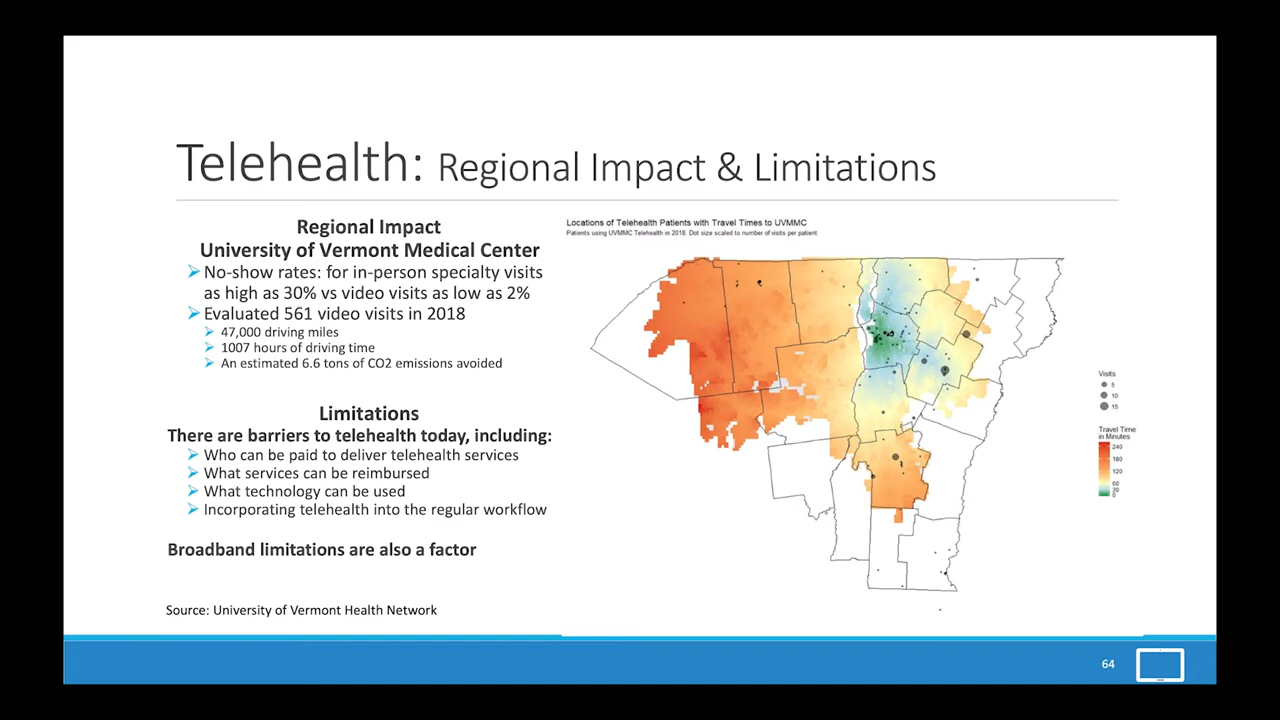 Telehealth: Regional Impact & Limitations
Regional Impact
University of Vermont Medical Center
No-show rates: for in-person specialty visits
as high as 30% vs video visits as low as 2%
Evaluated 561 video visits in 2018
47,000 driving miles
1007 hours of driving time
An estimated 6.6 tons of CO2 emissions avoided
Limitations
There are barriers to telehealth today, including:
Who can be paid to deliver telehealth services
What services can be reimbursed
What technology can be used
Incorporating telehealth into the regular workflow
Broadband limitations are also a factor
Source: University of Vermont Health Network
Locations of Telehealth Patients with Travel Times to UVMMC
Patients using UVMMC Telehealth in 2018. Dot size scaled to number of visits per patient.
Visits
5
10
15
Travel Time
in Minutes
240
180
120
60
30
0
64